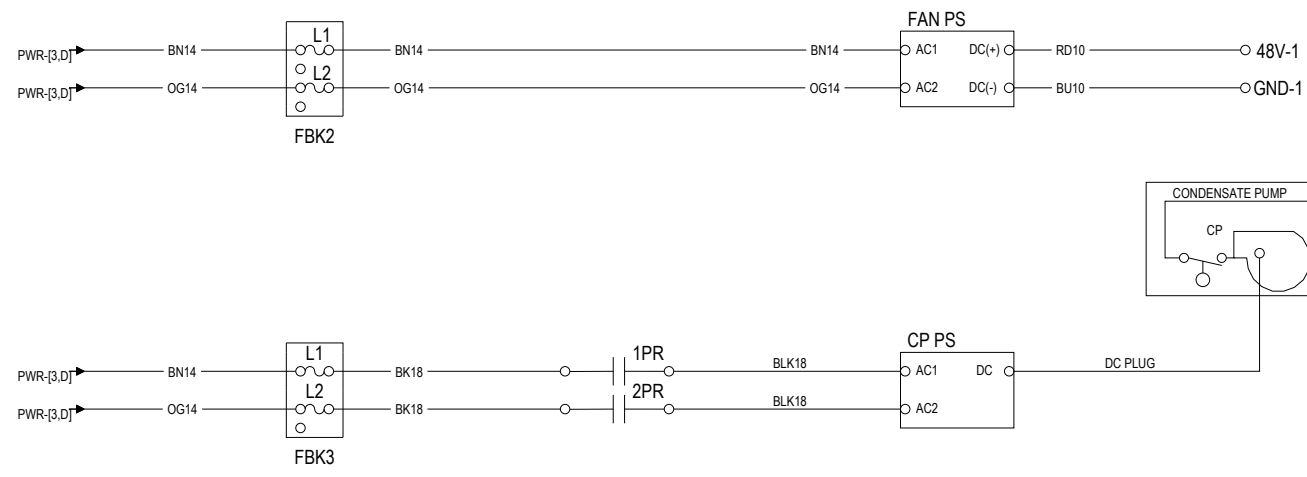 FAN PS
L1
PWR-[3,D] BN14 BN14 BN14 AC1 DC(+) RD10 48V-1
L2
PWR-[3,D] OG14 OG14 OG14 AC2 DC(-) BU10 GND-1
FBK2
CONDENSATE PUMP
CP
CP PS
L1 1PR
PWR-[3,D] BN14 BK18 BLK18 AC1 DC DC PLUG
L2 2PR
PWR-[3,D] OG14 BK18 BLK18 AC2
FBK3